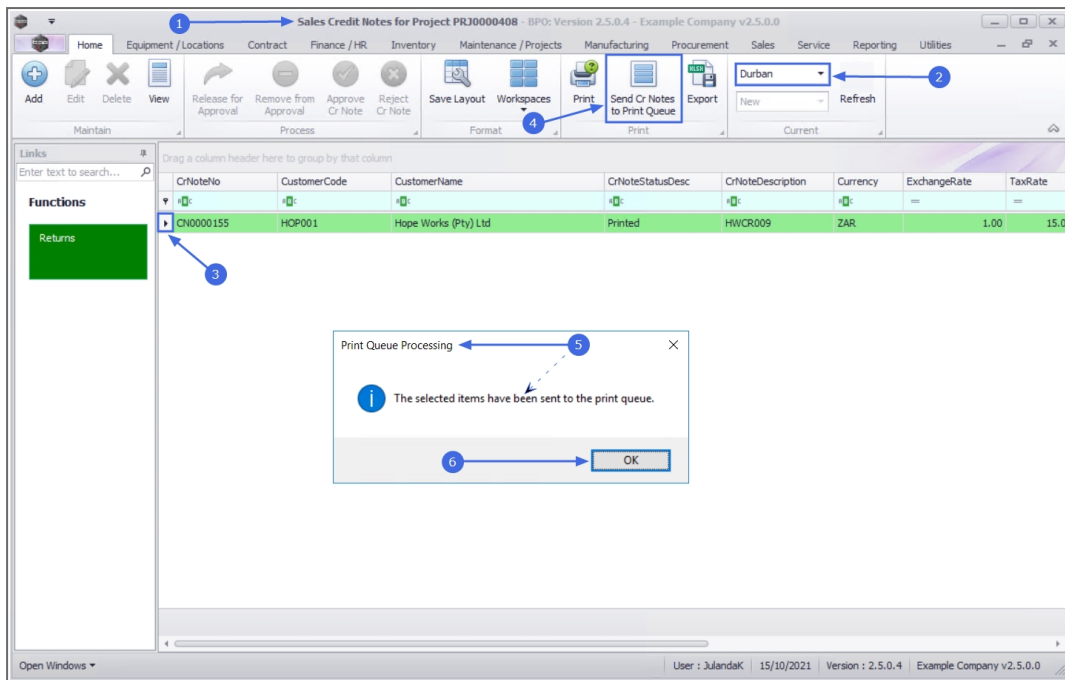 1
Sales Credit Notes for Project PRJ0000408 - BPO: Version 2.5.0.4 - Example Company v2.5.0.0
Home Equipment / Locations Contract Finance / HR Inventory Maintenance / Projects Manufacturing Procurement Sales Service Reporting Utilities
Add Edit Delete View
Maintain
Release for Approval
Remove from Approval
Approve Cr Note
Reject Cr Note
Process
Save Layout Workspaces
Format
4
Print
Send Cr Notes to Print Queue
XLSX
Export
Print
Durban
2
New
Refresh
Current
Links
Enter text to search...
Functions
Returns
Drag a column header here to group by that column
CrNoteNo CustomerCode CustomerName CrNoteStatusDesc CrNoteDescription Currency ExchangeRate TaxRate
= =
CN0000155 HOP001 Hope Works (Pty) Ltd Printed HWCR009 ZAR 1.00 15.0
3
Print Queue Processing
5
The selected items have been sent to the print queue.
6
OK
Open Windows
User : JulandaK 15/10/2021 Version : 2.5.0.4 Example Company v2.5.0.0